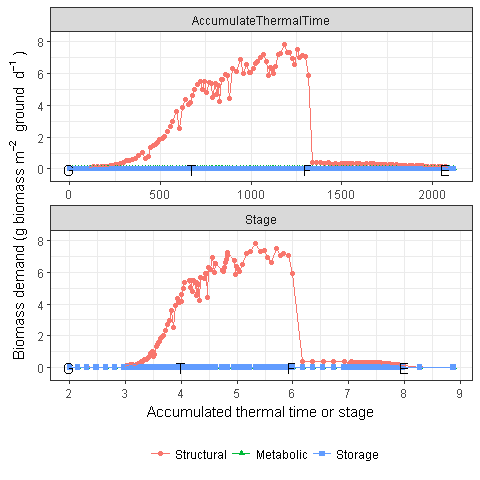 AccumulateThermalTime
8
6
4
2
0
0 500 1000 1500 2000
Stage
8
6
4
2
0
2 3 4 5 6 7 8 9
Biomass demand (g biomass m⁻² ground d⁻¹ )
Accumulated thermal time or stage
Structural Metabolic Storage